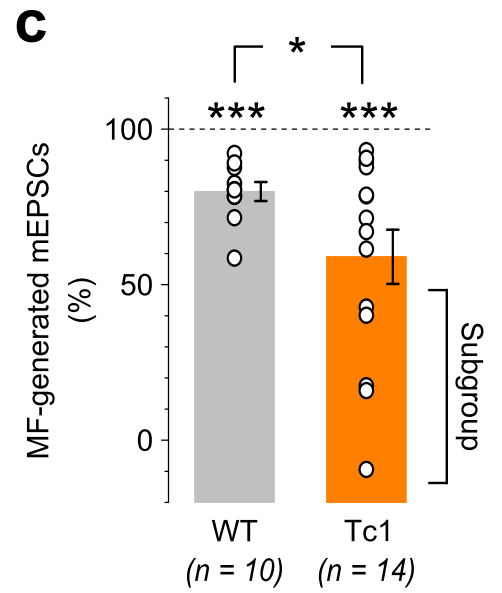 C
*
*** ***
100
50
0
MF-generated mEPSCs
(%)
Subgroup
WT Tc1
(n = 10) (n = 14)